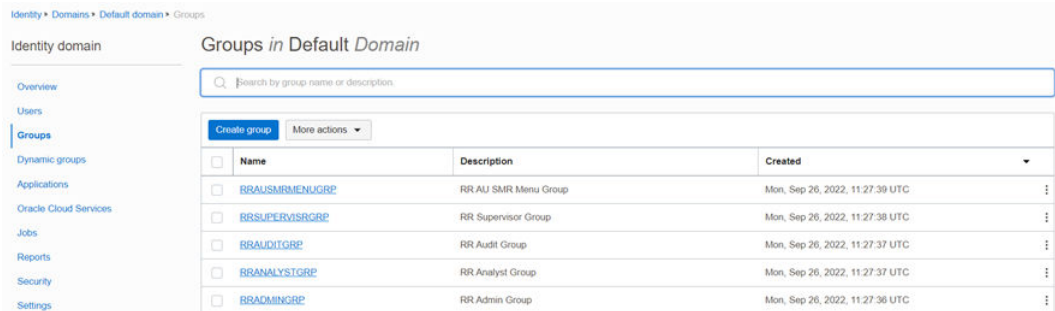 Identity Domains Default domain Groups
Identity domain
Overview
Users
Groups
Dynamic groups
Applications
Oracle Cloud Services
Jobs
Reports
Security
Settings
Groups in Default Domain
Search by group name or description
Create group More actions
Name Description Created
RRAUSMRMENUGRP RR AU SMR Menu Group Mon, Sep 26, 2022, 11:27:39 UTC
RRSUPERVISRGRP RR Supervisor Group Mon, Sep 26, 2022, 11:27:38 UTC
RRAUDITGRP RR Audit Group Mon, Sep 26, 2022, 11:27:37 UTC
RRANALYSTGRP RR Analyst Group Mon, Sep 26, 2022, 11:27:37 UTC
RRADMINGRP RR Admin Group Mon, Sep 26, 2022, 11:27:36 UTC